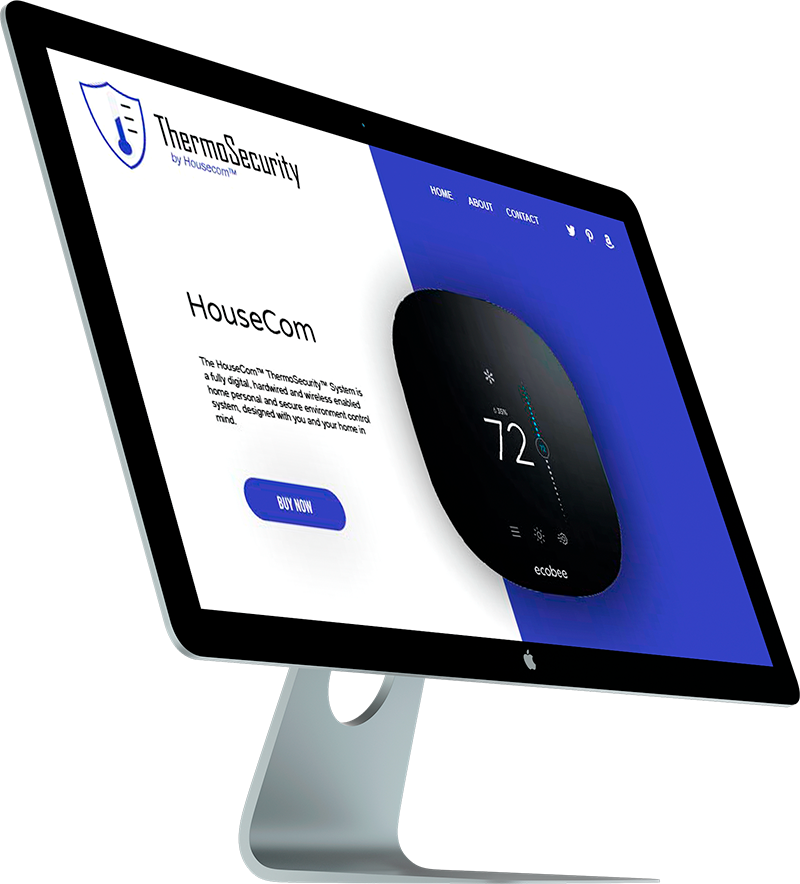 ThermoSecurity
by Housecom™
HOME ABOUT CONTACT
HouseCom
The HouseCom™ ThermoSecurity™ System is
a fully digital, hardwired and wireless enabled
home personal and secure environment control
system, designed with you and your home in
mind.
BUY NOW
72
ecobee